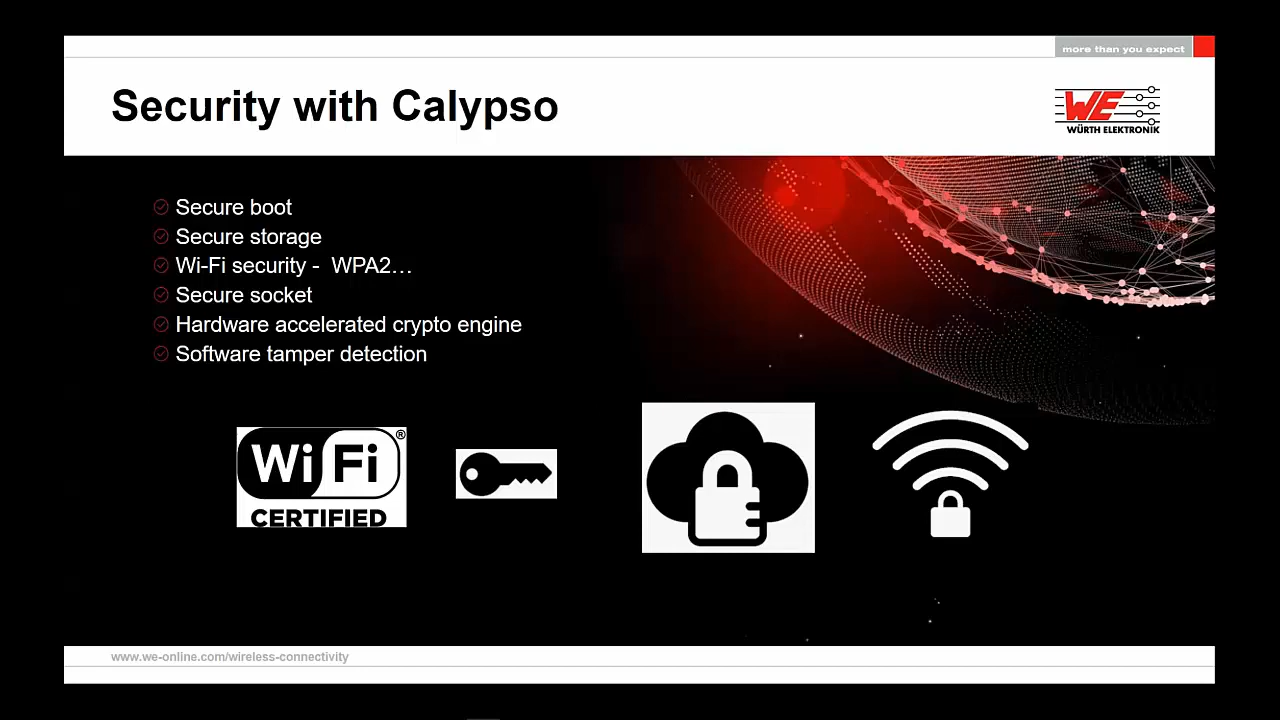 more than you expect
Security with Calypso
WE
WÜRTH ELEKTRONIK
Secure boot
Secure storage
Wi-Fi security - WPA2…
Secure socket
Hardware accelerated crypto engine
Software tamper detection
Wi Fi ®
CERTIFIED
www.we-online.com/wireless-connectivity